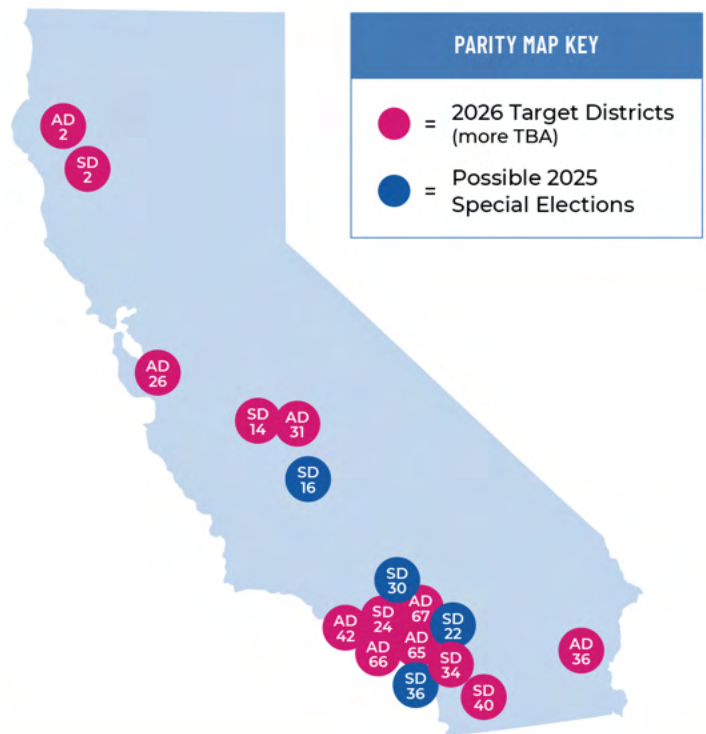 PARITY MAP KEY
= 2026 Target Districts
(more TBA)
= Possible 2025
Special Elections
AD
2
SD
2
AD
26
SD
14
AD
31
SD
16
SD
30
AD
67
SD
24
SD
22
AD
42
AD
65
AD
66
SD
34
AD
36
SD
36
SD
40